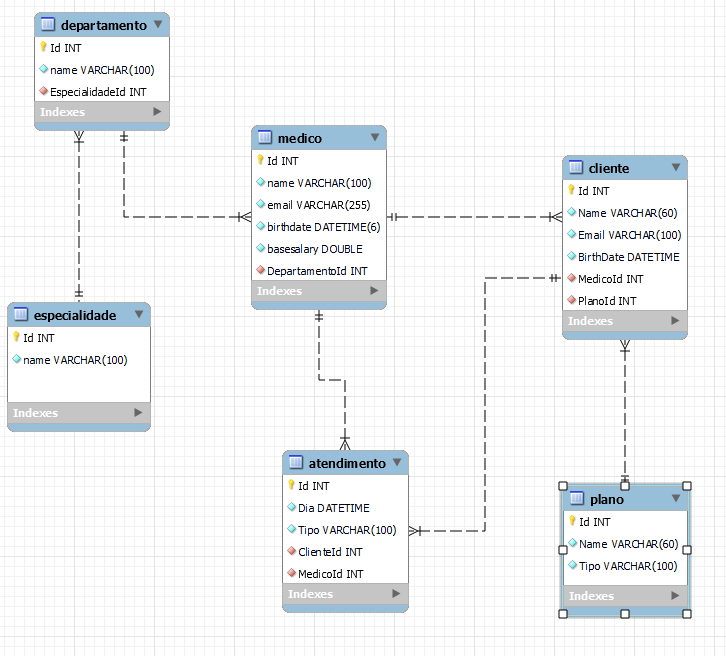 departamento
Id INT
name VARCHAR(100)
EspecialidadeId INT
Indexes
medico
Id INT
name VARCHAR(100)
email VARCHAR(255)
birthdate DATETIME(6)
basesalary DOUBLE
DepartamentoId INT
Indexes
cliente
Id INT
Name VARCHAR(60)
Email VARCHAR(100)
BirthDate DATETIME
MedicoId INT
PlanoId INT
Indexes
especialidade
Id INT
name VARCHAR(100)
Indexes
atendimento
Id INT
Dia DATETIME
Tipo VARCHAR(100)
ClienteId INT
MedicoId INT
Indexes
plano
Id INT
Name VARCHAR(60)
Tipo VARCHAR(100)
Indexes